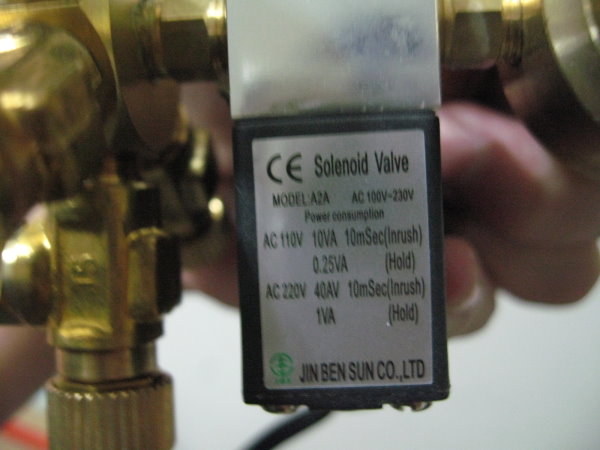 CE Solenoid Valve
MODEL:A2A AC 100V~230V
Power consumption
AC 110V 10VA 10mSec(Inrush)
0.25VA (Hold)
AC 220V 40AV 10mSec(Inrush)
1VA (Hold)
JIN BEN SUN CO.,LTD